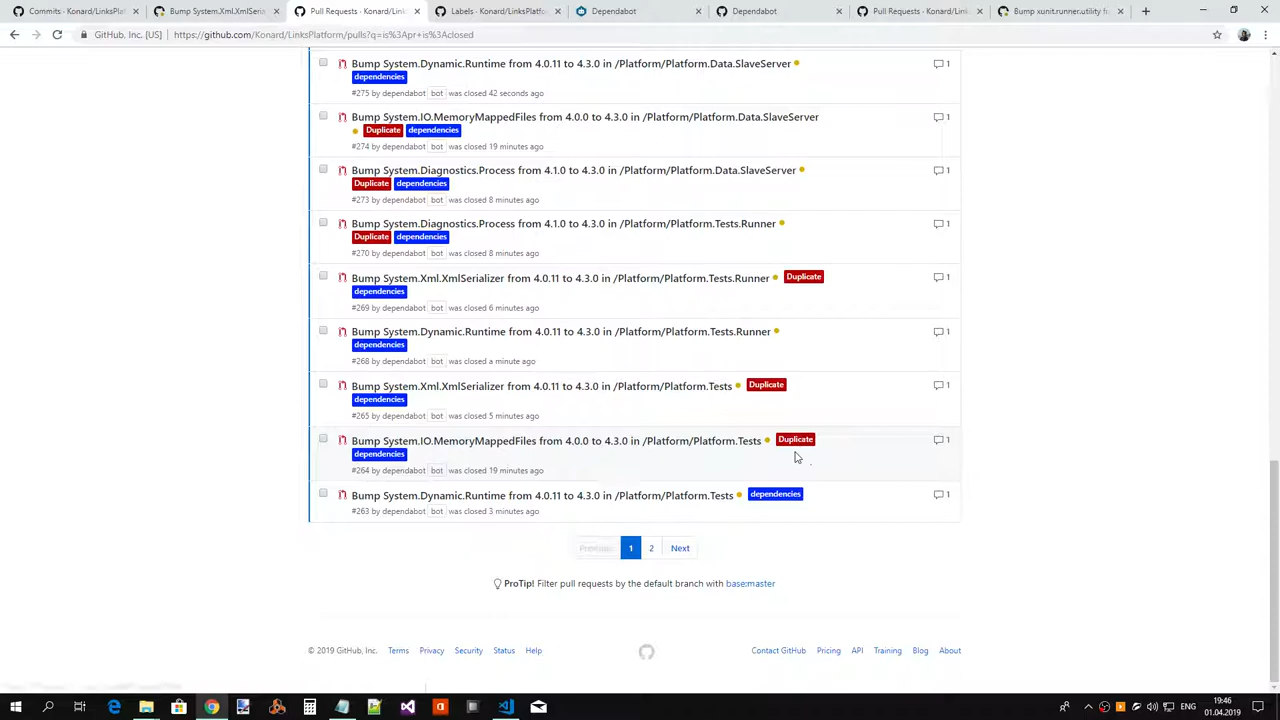 Commits - Konard/LinksPlatfo
Bump System.Xml.XmlSeria
Pull Requests - Konard/Link
Labels - Konard/LinksPlatfo
Dependabot
Dependabot
Pull Requests - Konard/Link
Bump xunit.runner.utility f
GitHub, Inc. [US] | https://github.com/Konard/LinksPlatform/pulls?q=is%3Apr+is%3Aclosed
Bump System.Dynamic.Runtime from 4.0.11 to 4.3.0 in /Platform/Platform.Data.SlaveServer
1
dependencies
#275 by dependabot bot was closed 42 seconds ago
Bump System.IO.MemoryMappedFiles from 4.0.0 to 4.3.0 in /Platform/Platform.Data.SlaveServer
1
Duplicate dependencies
#274 by dependabot bot was closed 19 minutes ago
Bump System.Diagnostics.Process from 4.1.0 to 4.3.0 in /Platform/Platform.Data.SlaveServer
1
Duplicate dependencies
#273 by dependabot bot was closed 8 minutes ago
Bump System.Diagnostics.Process from 4.1.0 to 4.3.0 in /Platform/Platform.Tests.Runner
1
Duplicate dependencies
#270 by dependabot bot was closed 8 minutes ago
Bump System.Xml.XmlSerializer from 4.0.11 to 4.3.0 in /Platform/Platform.Tests.Runner Duplicate
1
dependencies
#269 by dependabot bot was closed 6 minutes ago
Bump System.Dynamic.Runtime from 4.0.11 to 4.3.0 in /Platform/Platform.Tests.Runner
1
dependencies
#268 by dependabot bot was closed a minute ago
Bump System.Xml.XmlSerializer from 4.0.11 to 4.3.0 in /Platform/Platform.Tests Duplicate
1
dependencies
#265 by dependabot bot was closed 5 minutes ago
Bump System.IO.MemoryMappedFiles from 4.0.0 to 4.3.0 in /Platform/Platform.Tests Duplicate
1
dependencies
#264 by dependabot bot was closed 19 minutes ago
Bump System.Dynamic.Runtime from 4.0.11 to 4.3.0 in /Platform/Platform.Tests dependencies
1
#263 by dependabot bot was closed 3 minutes ago
Previous 1 2 Next
ProTip! Filter pull requests by the default branch with base:master
© 2019 GitHub, Inc. Terms Privacy Security Status Help
Contact GitHub Pricing API Training Blog About
ENG
19:46
01.04.2019